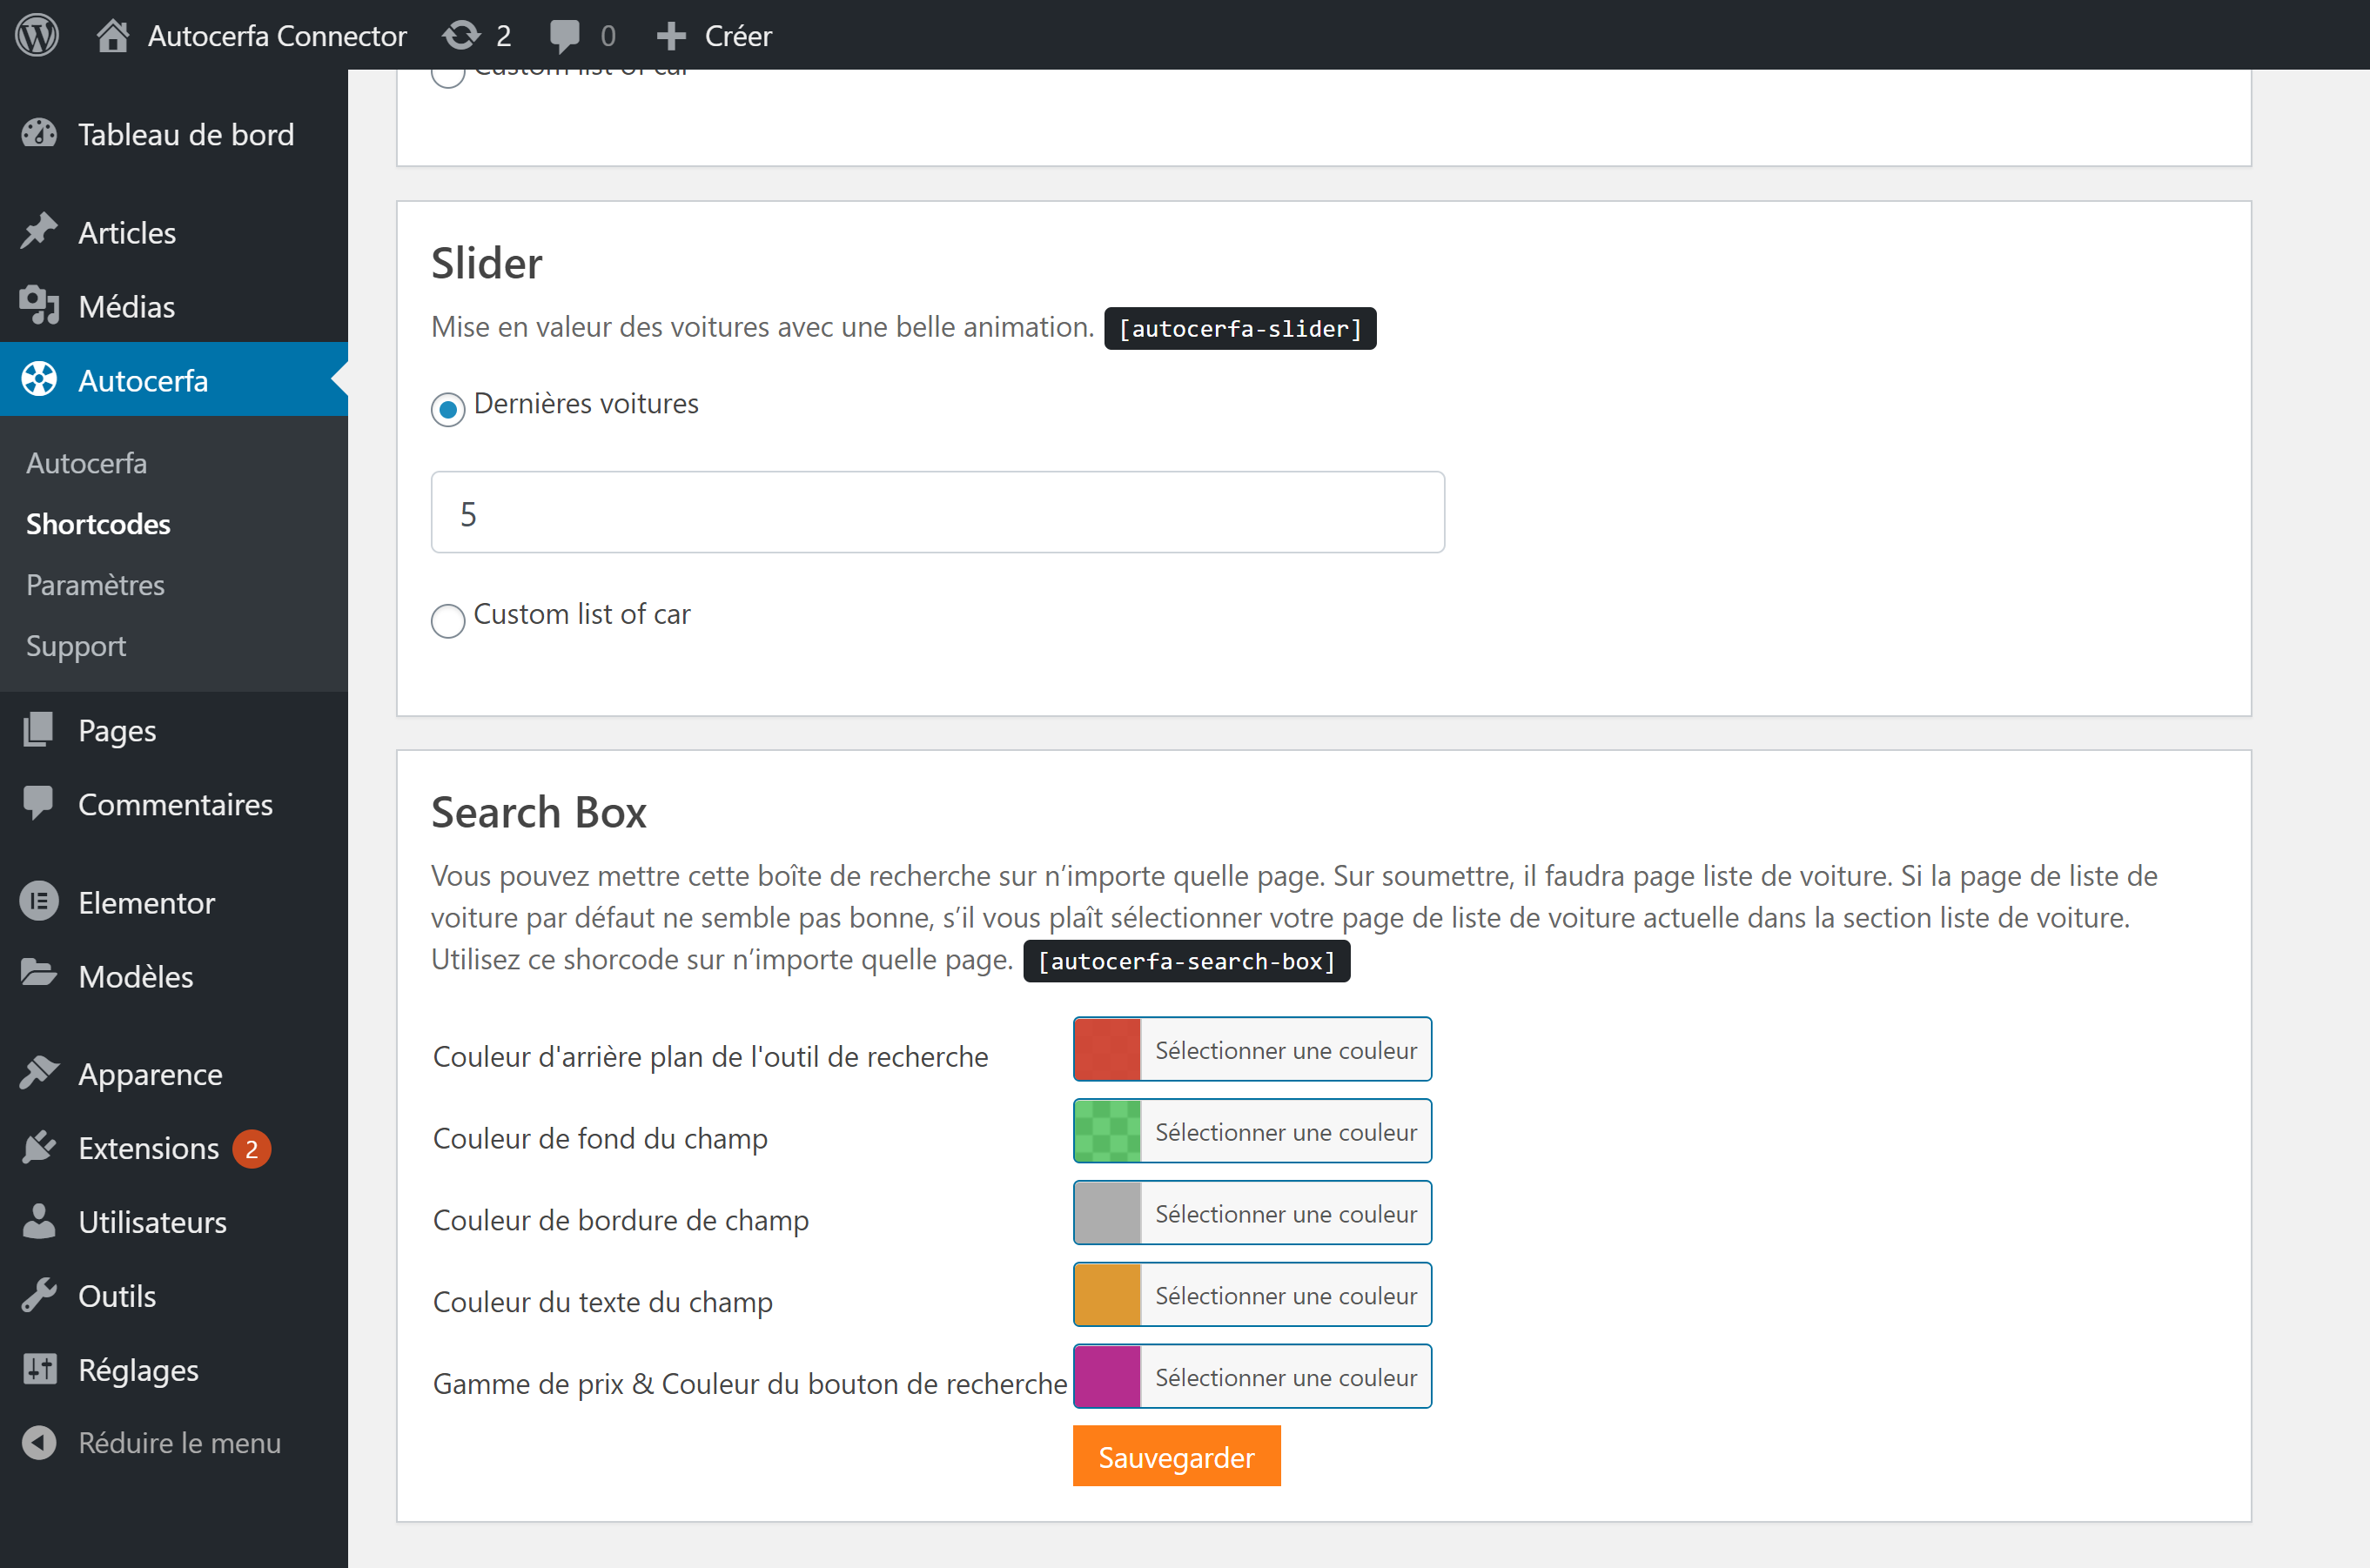 Autocerfa Connector 2 0 Créer
Tableau de bord
Articles
Médias
Autocerfa
Autocerfa
Shortcodes
Paramètres
Support
Pages
Commentaires
Elementor
Modèles
Apparence
Extensions 2
Utilisateurs
Outils
Réglages
Réduire le menu
Custom list of car
Slider
Mise en valeur des voitures avec une belle animation. [autocerfa-slider]
Dernières voitures
5
Custom list of car
Search Box
Vous pouvez mettre cette boîte de recherche sur n’importe quelle page. Sur soumettre, il faudra page liste de voiture. Si la page de liste de
voiture par défaut ne semble pas bonne, s’il vous plaît sélectionner votre page de liste de voiture actuelle dans la section liste de voiture.
Utilisez ce shorcode sur n’importe quelle page. [autocerfa-search-box]
Couleur d'arrière plan de l'outil de recherche Sélectionner une couleur
Couleur de fond du champ Sélectionner une couleur
Couleur de bordure de champ Sélectionner une couleur
Couleur du texte du champ Sélectionner une couleur
Gamme de prix & Couleur du bouton de recherche Sélectionner une couleur
Sauvegarder